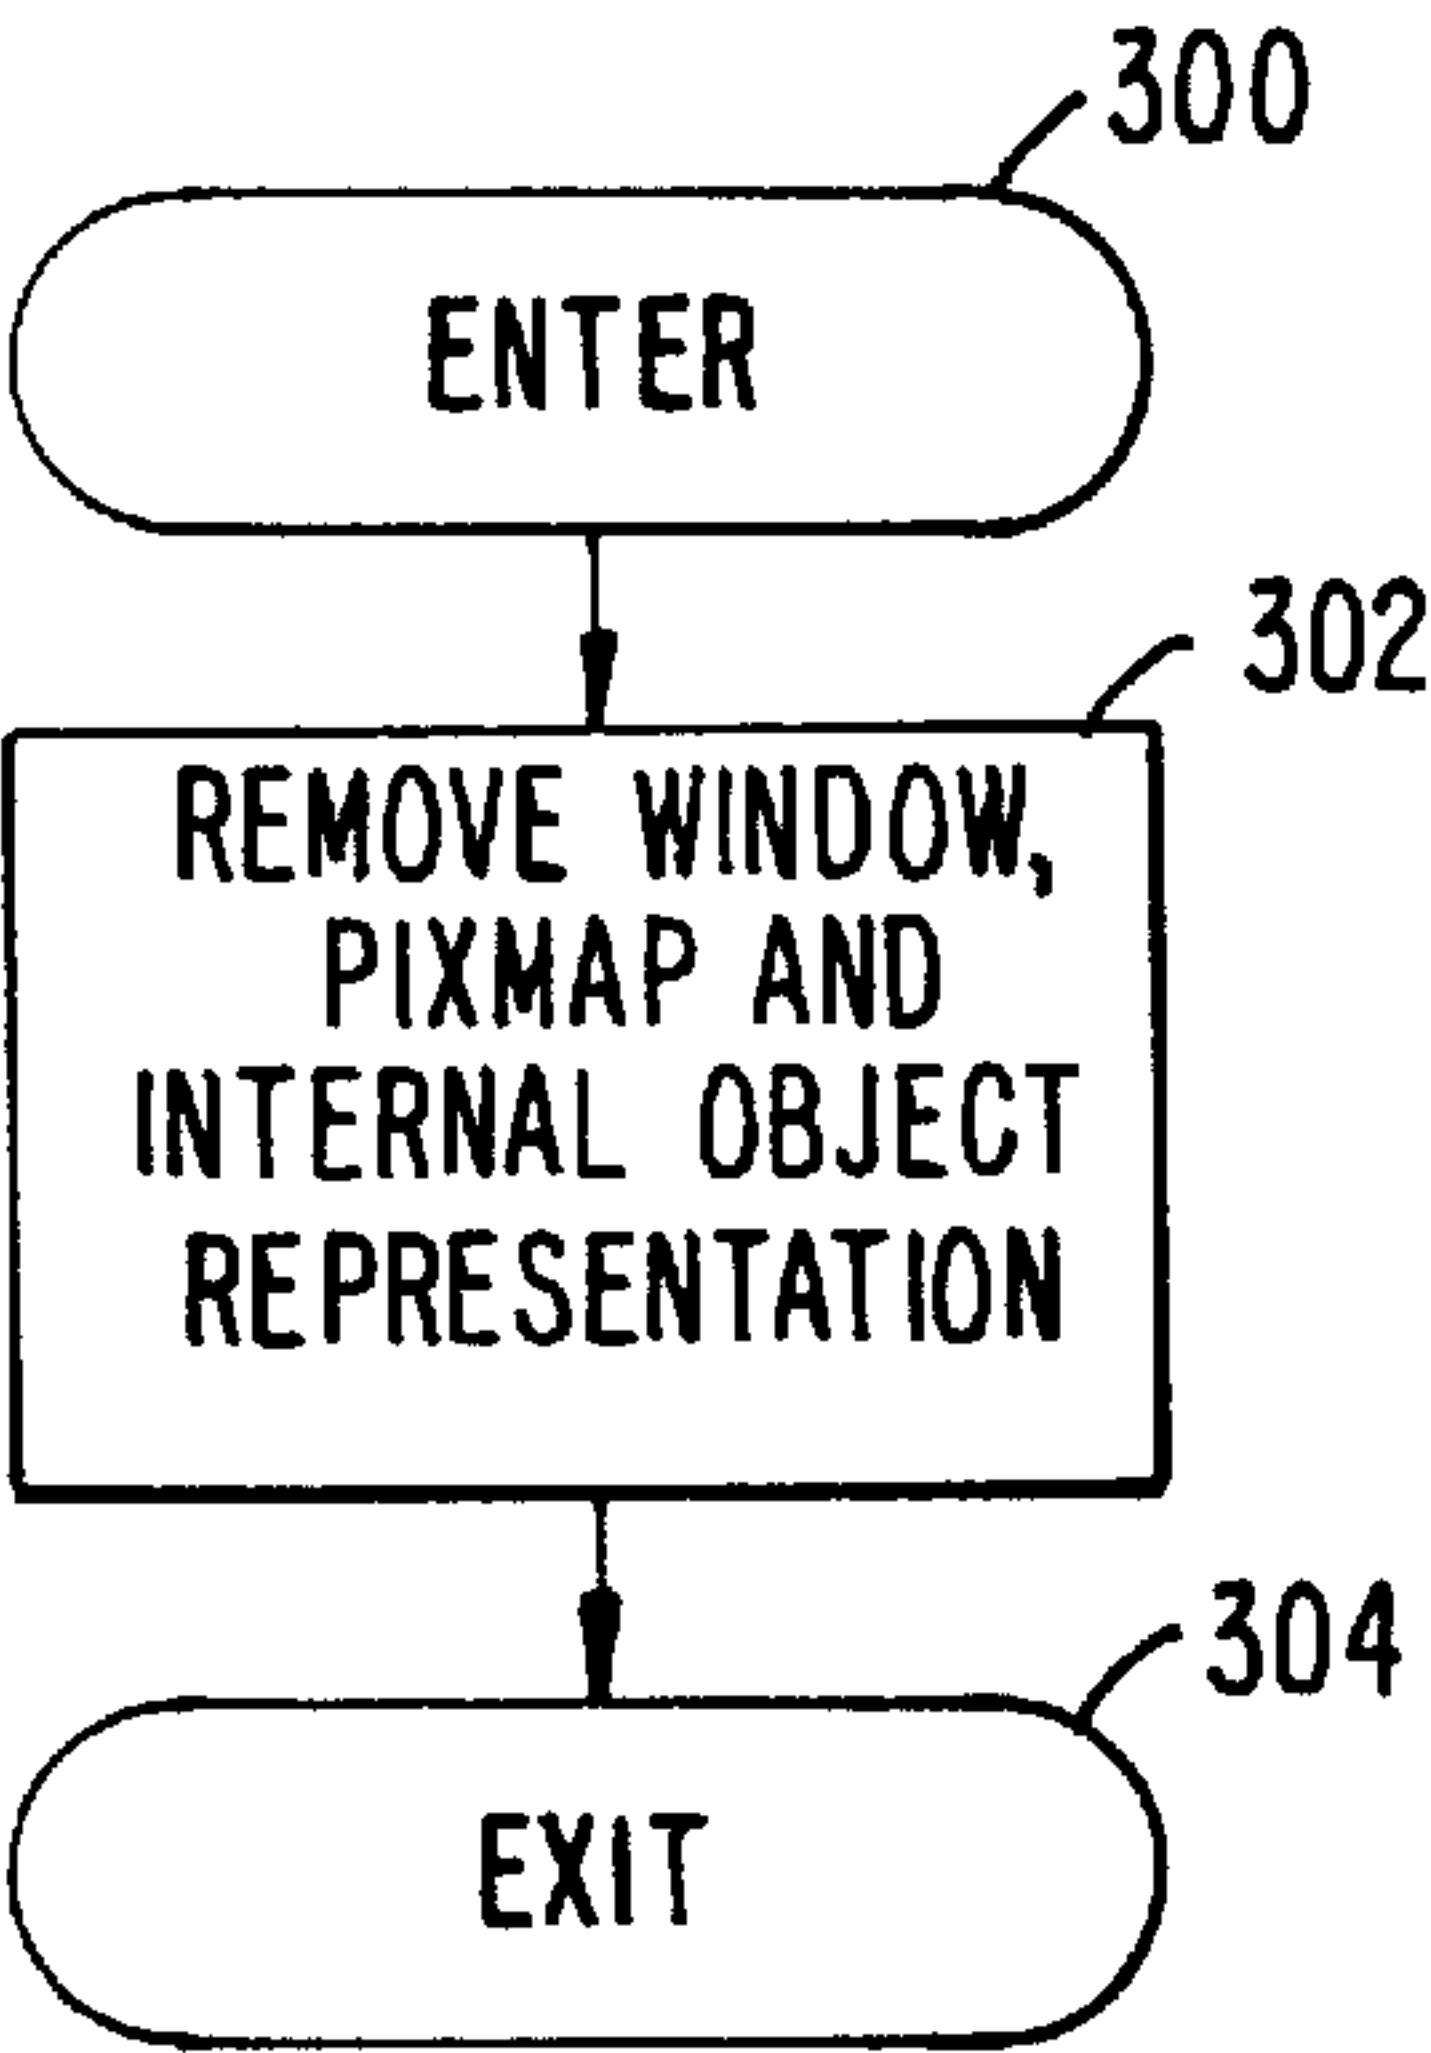 300
ENTER
302
REMOVE WINDOW,
PIXMAP AND
INTERNAL OBJECT
REPRESENTATION
304
EXIT